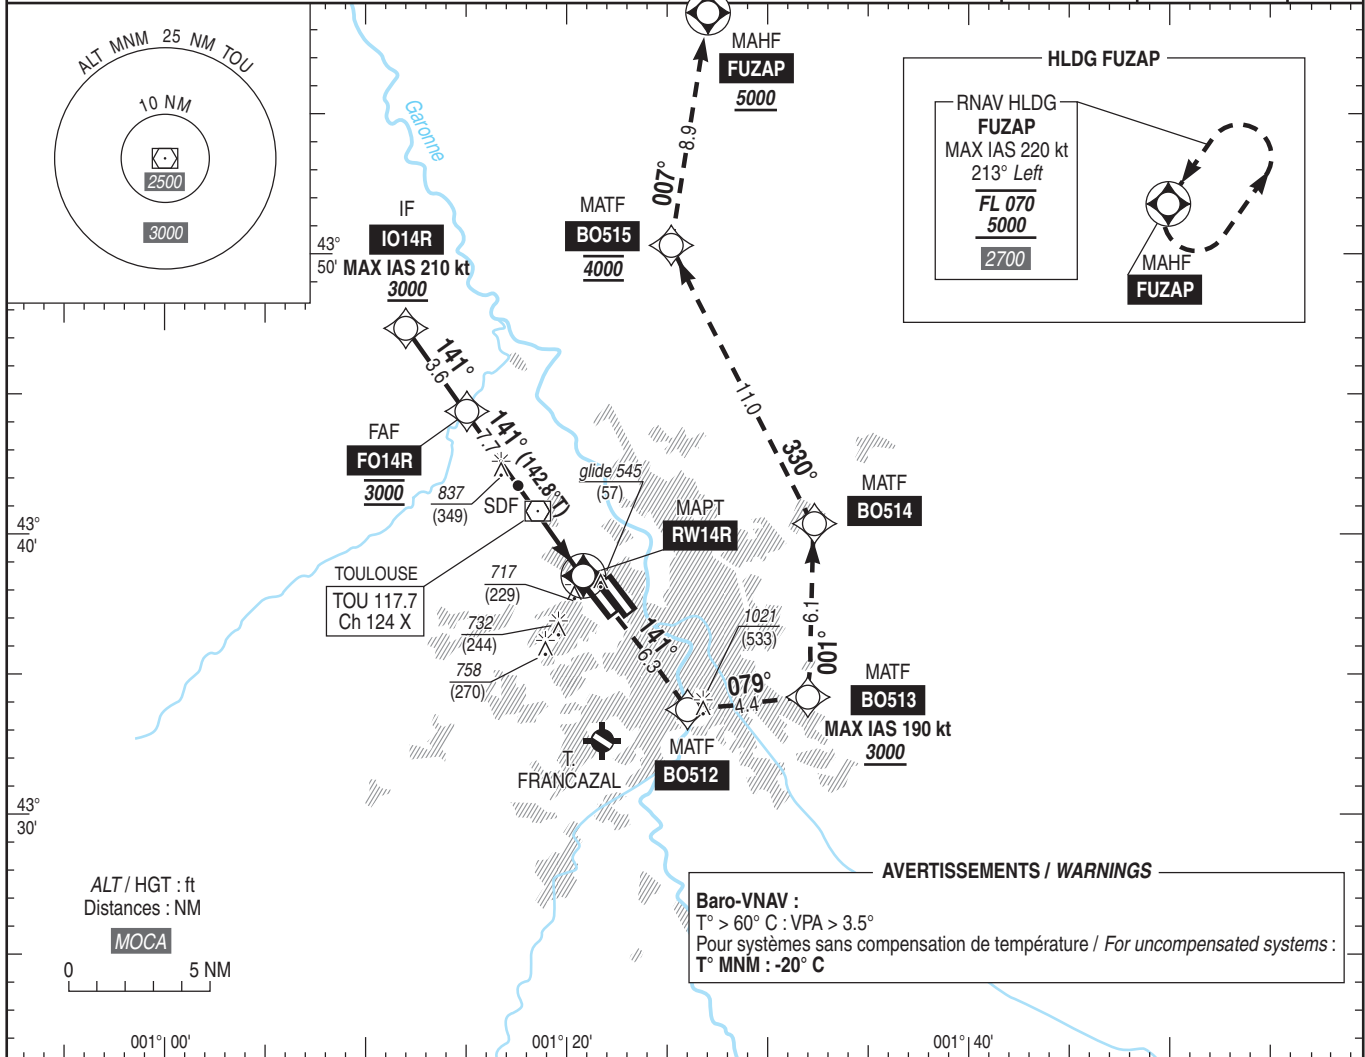 ALT MNM 25 NM TOU
10 NM
2500
3000
Garonne
MAHF
FUZAP
5000
HLDG FUZAP
RNAV HLDG
FUZAP
MAX IAS 220 kt
213° Left
FL 070
5000
2700
MAHF
FUZAP
007°
8.9
MATF
BO515
4000
IF
IO14R
MAX IAS 210 kt
3000
43°
50'
141°
3.6
11.0
330°
FAF
FO14R
3000
141° (142.8°T)
7.7
837
(349)
SDF
glide 545
(57)
MAPT
RW14R
MATF
BO514
43°
40'
TOULOUSE
TOU 117.7
Ch 124 X
717
(229)
732
(244)
758
(270)
141°
6.3
1021
(533)
6.1
001°
079°
4.4
MATF
BO513
MAX IAS 190 kt
3000
MATF
BO512
T.
FRANCAZAL
43°
30'
ALT / HGT : ft
Distances : NM
MOCA
0 5 NM
AVERTISSEMENTS / WARNINGS
Baro-VNAV :
T° > 60° C : VPA > 3.5°
Pour systèmes sans compensation de température / For uncompensated systems :
T° MNM : -20° C
001° 00' 001° 20' 001° 40'